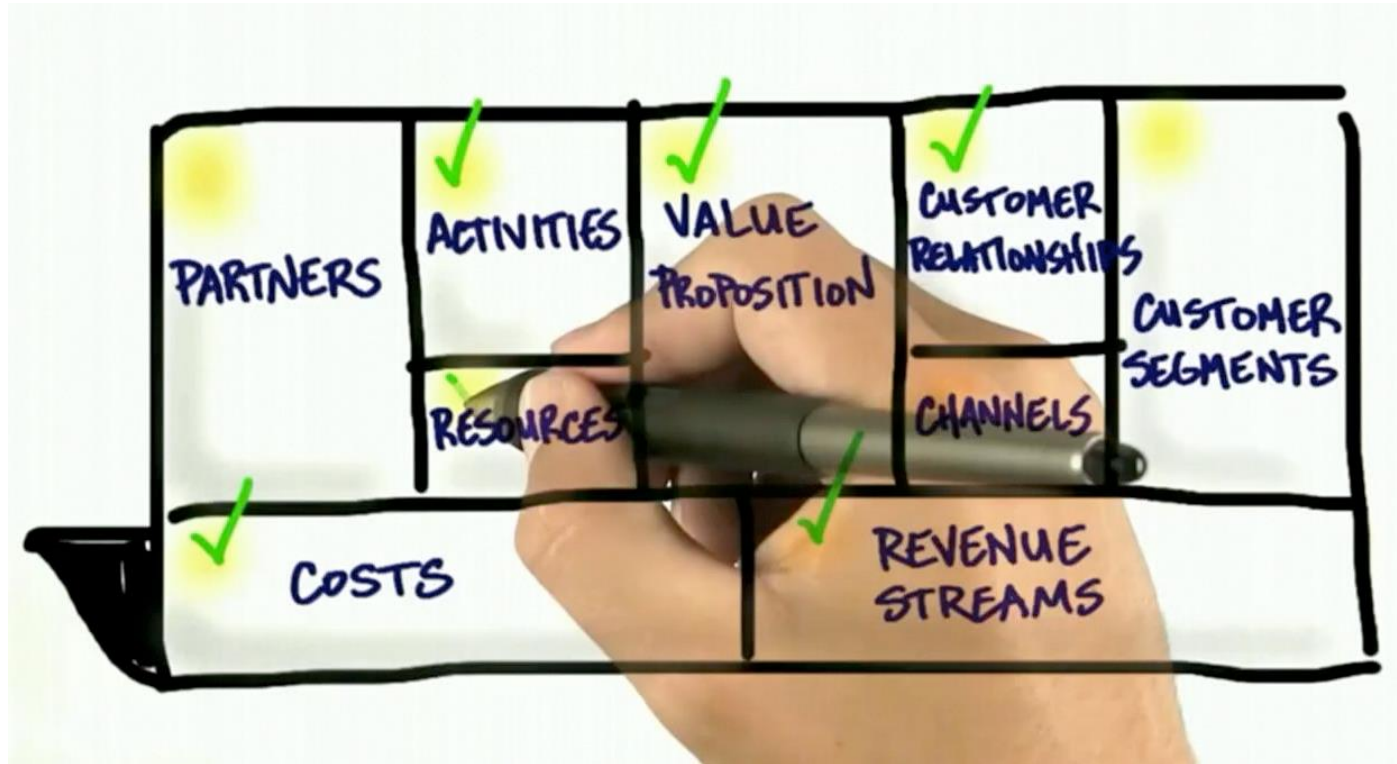 PARTNERS
ACTIVITIES
RESOURCES
VALUE
PROPOSITION
CUSTOMER
RELATIONSHIPS
CHANNELS
CUSTOMER
SEGMENTS
COSTS
REVENUE
STREAMS